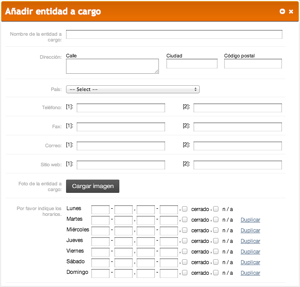 Añadir entidad a cargo
Nombre de la entidad a cargo:
Dirección: Calle Ciudad Código postal
País: -- Select --
Teléfono: [1]: [2]:
Fax: [1]: [2]:
Correo: [1]: [2]:
Sitio web: [1]: [2]:
Foto de la entidad a cargo: Cargar imagen
Por favor indique los horarios.
Lunes - - - cerrado - n / a
Martes - - - cerrado - n / a Duplicar
Miércoles - - - cerrado - n / a Duplicar
Jueves - - - cerrado - n / a Duplicar
Viernes - - - cerrado - n / a Duplicar
Sábado - - - cerrado - n / a Duplicar
Domingo - - - cerrado - n / a Duplicar